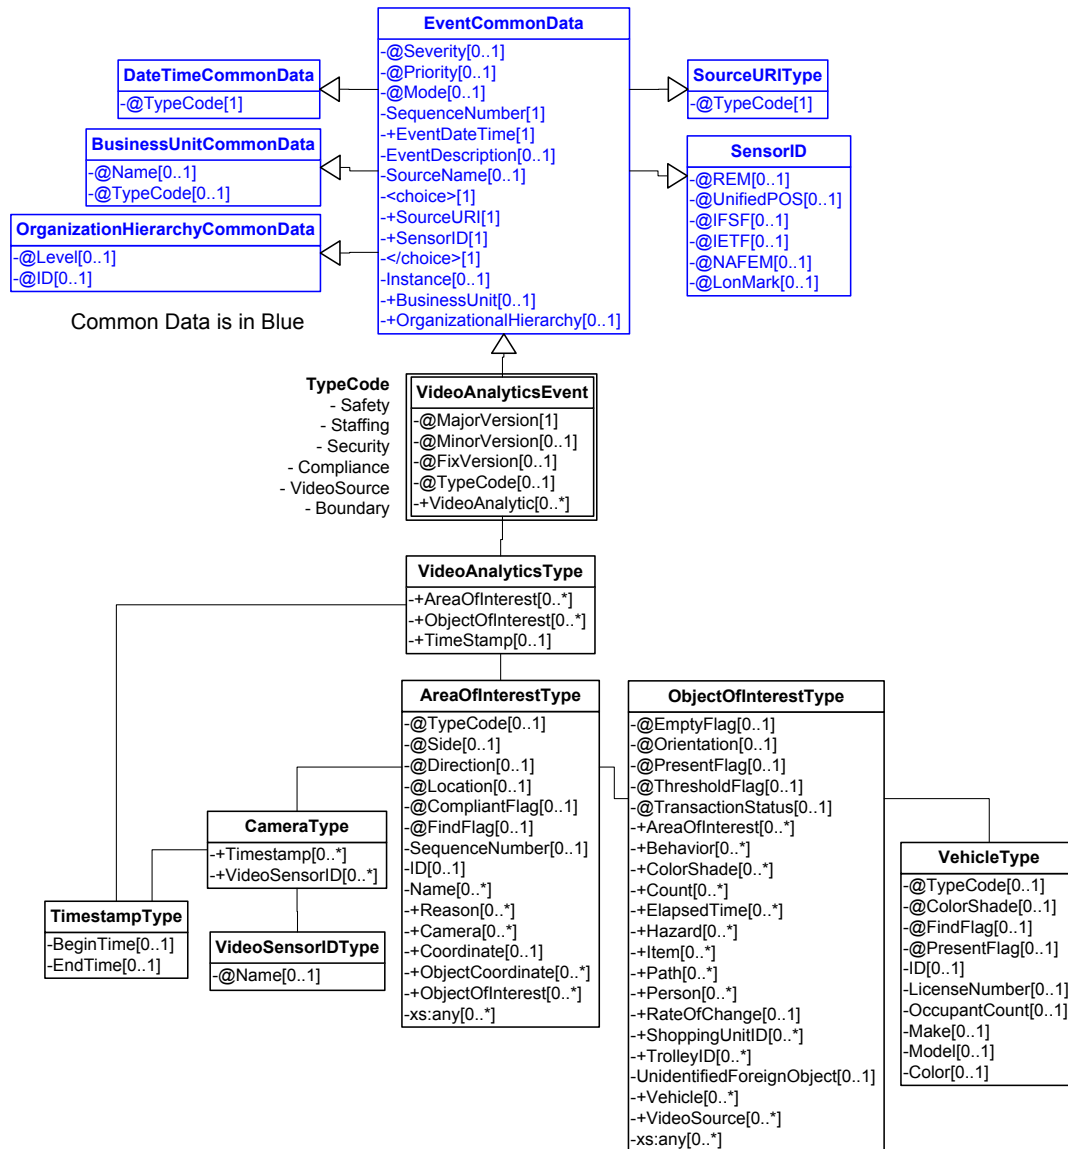 EventCommonData
-@Severity[0..1]
-@Priority[0..1]
-@Mode[0..1]
-SequenceNumber[1]
-+EventDateTime[1]
-EventDescription[0..1]
-SourceName[0..1]
-<choice>[1]
-+SourceURI[1]
-+SensorID[1]
-</choice>[1]
-Instance[0..1]
-+BusinessUnit[0..1]
-+OrganizationalHierarchy[0..1]
DateTimeCommonData
-@TypeCode[1]
BusinessUnitCommonData
-@Name[0..1]
-@TypeCode[0..1]
OrganizationHierarchyCommonData
-@Level[0..1]
-@ID[0..1]
Common Data is in Blue
SourceURIType
-@TypeCode[1]
SensorID
-@REM[0..1]
-@UnifiedPOS[0..1]
-@IFSF[0..1]
-@IETF[0..1]
-@NAFEM[0..1]
-@LonMark[0..1]
TypeCode
- Safety
- Staffing
- Security
- Compliance
- VideoSource
- Boundary
VideoAnalyticsEvent
-@MajorVersion[1]
-@MinorVersion[0..1]
-@FixVersion[0..1]
-@TypeCode[0..1]
-+VideoAnalytic[0..*]
VideoAnalyticsType
-+AreaOfInterest[0..*]
-+ObjectOfInterest[0..*]
-+TimeStamp[0..1]
AreaOfInterestType
-@TypeCode[0..1]
-@Side[0..1]
-@Direction[0..1]
-@Location[0..1]
-@CompliantFlag[0..1]
-@FindFlag[0..1]
-SequenceNumber[0..1]
-ID[0..1]
-Name[0..*]
-+Reason[0..*]
-+Camera[0..*]
-+Coordinate[0..1]
-+ObjectCoordinate[0..*]
-+ObjectOfInterest[0..*]
-xs:any[0..*]
ObjectOfInterestType
-@EmptyFlag[0..1]
-@Orientation[0..1]
-@PresentFlag[0..1]
-@ThresholdFlag[0..1]
-@TransactionStatus[0..1]
-+AreaOfInterest[0..*]
-+Behavior[0..*]
-+ColorShade[0..*]
-+Count[0..*]
-+ElapsedTime[0..*]
-+Hazard[0..*]
-+Item[0..*]
-+Path[0..*]
-+Person[0..*]
-+RateOfChange[0..1]
-+ShoppingUnitID[0..*]
-+TrolleyID[0..*]
-UnidentifiedForeignObject[0..1]
-+Vehicle[0..*]
-+VideoSource[0..*]
-xs:any[0..*]
CameraType
-+Timestamp[0..*]
-+VideoSensorID[0..*]
TimestampType
-BeginTime[0..1]
-EndTime[0..1]
VideoSensorIDType
-@Name[0..1]
VehicleType
-@TypeCode[0..1]
-@ColorShade[0..1]
-@FindFlag[0..1]
-@PresentFlag[0..1]
-ID[0..1]
-LicenseNumber[0..1]
-OccupantCount[0..1]
-Make[0..1]
-Model[0..1]
-Color[0..1]